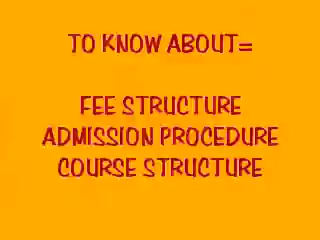 TO KNOW ABOUT=
FEE STRUCTURE
ADMISSION PROCEDURE
COURSE STRUCTURE